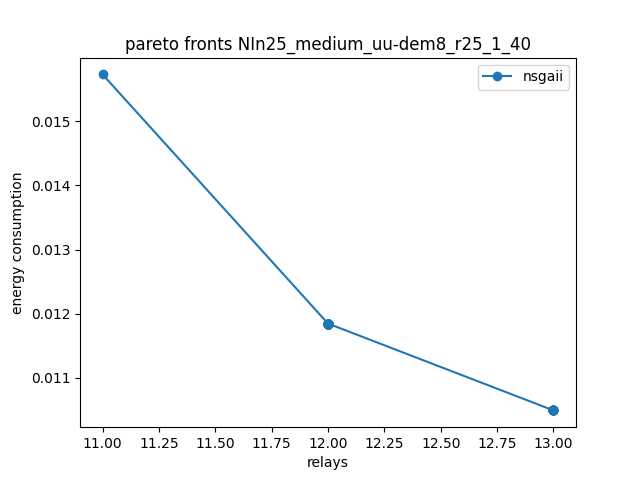 pareto fronts NIn25_medium_uu-dem8_r25_1_40
nsgaii
energy consumption
0.015
0.014
0.013
0.012
0.011
11.00 11.25 11.50 11.75 12.00 12.25 12.50 12.75 13.00
relays